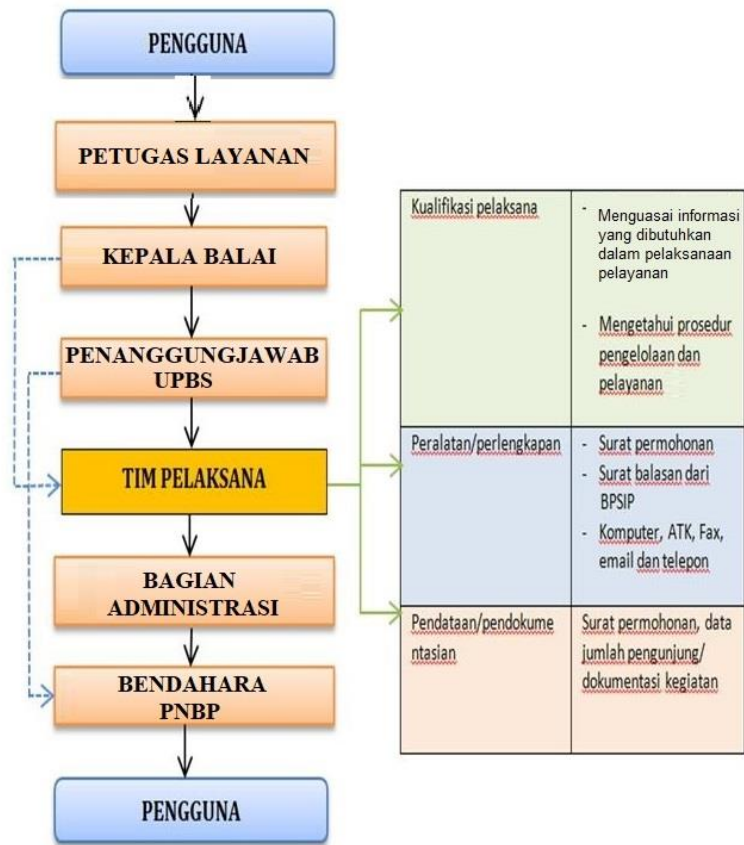 PENGGUNA
PETUGAS LAYANAN
KEPALA BALAI
PENANGGUNGJAWAB
UPBS
TIM PELAKSANA
BAGIAN
ADMINISTRASI
BENDAHARA
PNBP
PENGGUNA
Kualifikasi pelaksana
- Menguasai informasi
yang dibutuhkan
dalam pelaksanaan
pelayanan
- Mengetahui prosedur
pengelolaan dan
pelayanan
Peralatan/perlengkapan
- Surat permohonan
- Surat balasan dari
BPSIP
- Komputer, ATK, Fax,
email dan telepon
Pendataan/pendokume
ntasian
Surat permohonan, data
jumlah pengunjung/
dokumentasi kegiatan